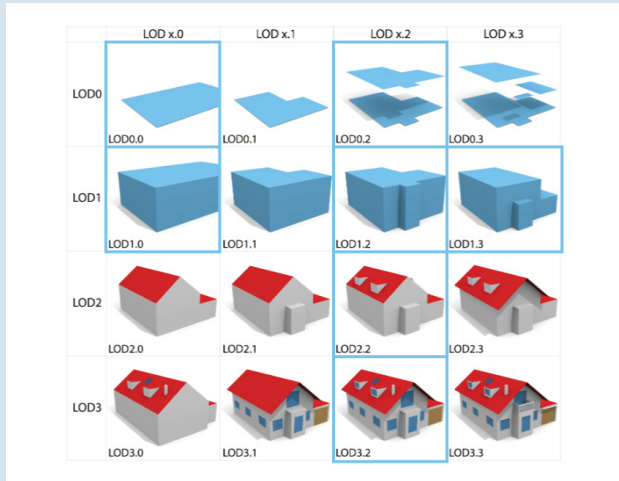 LOD x.0 LOD x.1 LOD x.2 LOD x.3
LOD0
LOD0.0 LOD0.1 LOD0.2 LOD0.3
LOD1
LOD1.0 LOD1.1 LOD1.2 LOD1.3
LOD2
LOD2.0 LOD2.1 LOD2.2 LOD2.3
LOD3
LOD3.0 LOD3.1 LOD3.2 LOD3.3